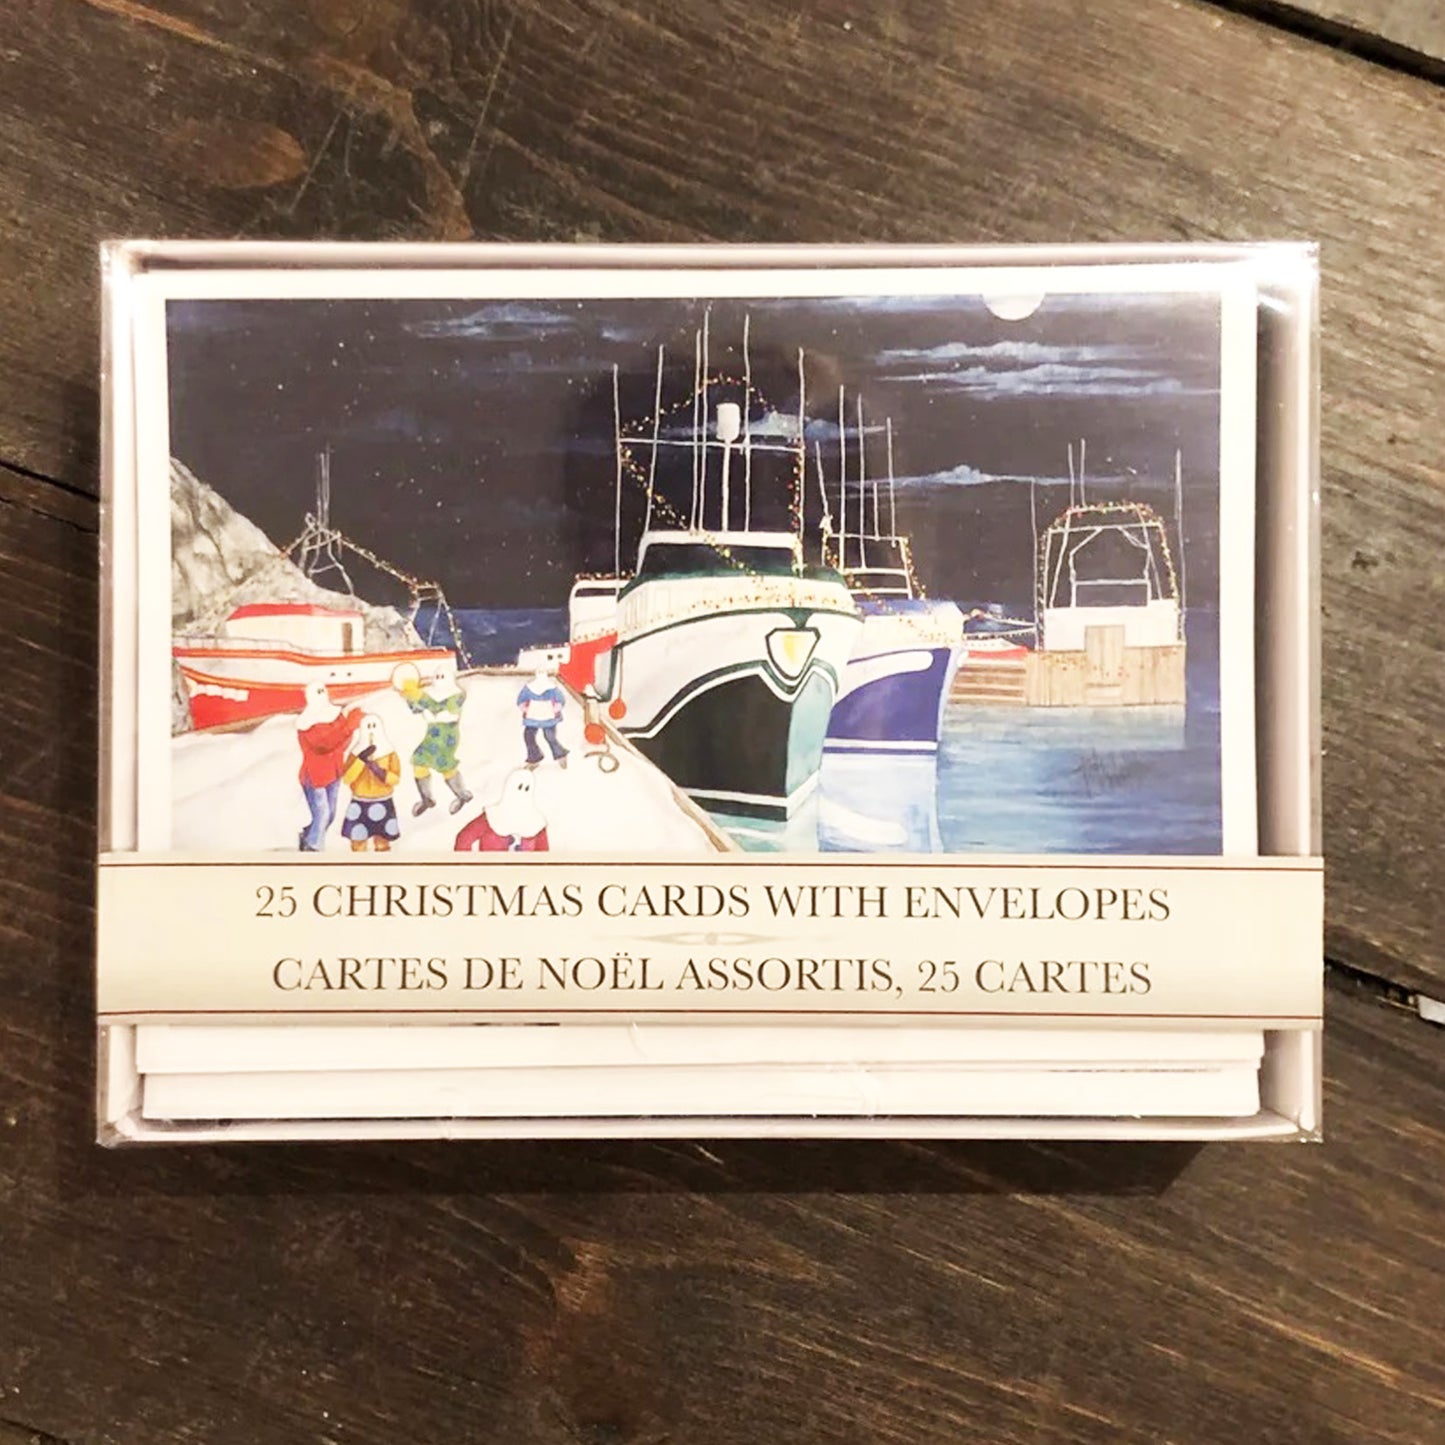 25 CHRISTMAS CARDS WITH ENVELOPES
CARTES DE NOËL ASSORTIS, 25 CARTES